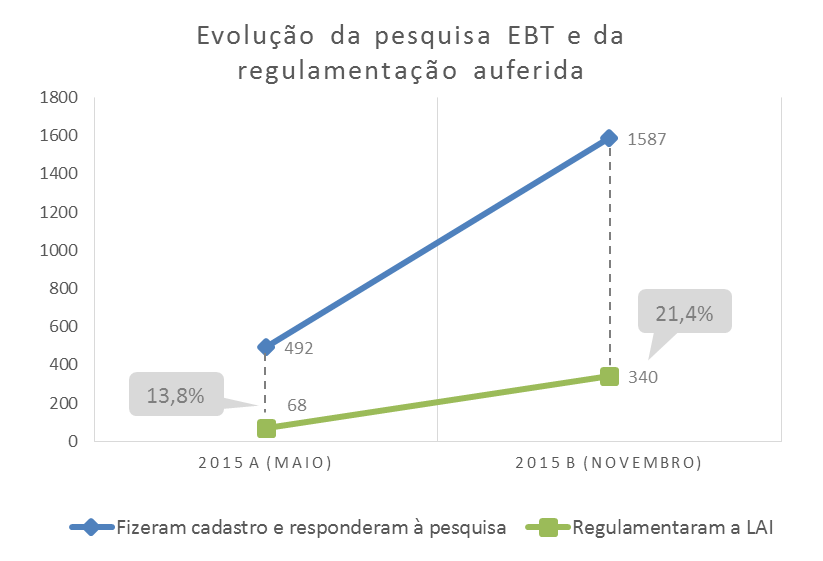 Evolução da pesquisa EBT e da
regulamentação auferida
1800
1600
1400
1200
1000
800
600
400
200
0
1587
492
21,4%
340
13,8%
68
2015 A (MAIO)
2015 B (NOVEMBRO)
Fizeram cadastro e responderam à pesquisa
Regulamentaram a LAI